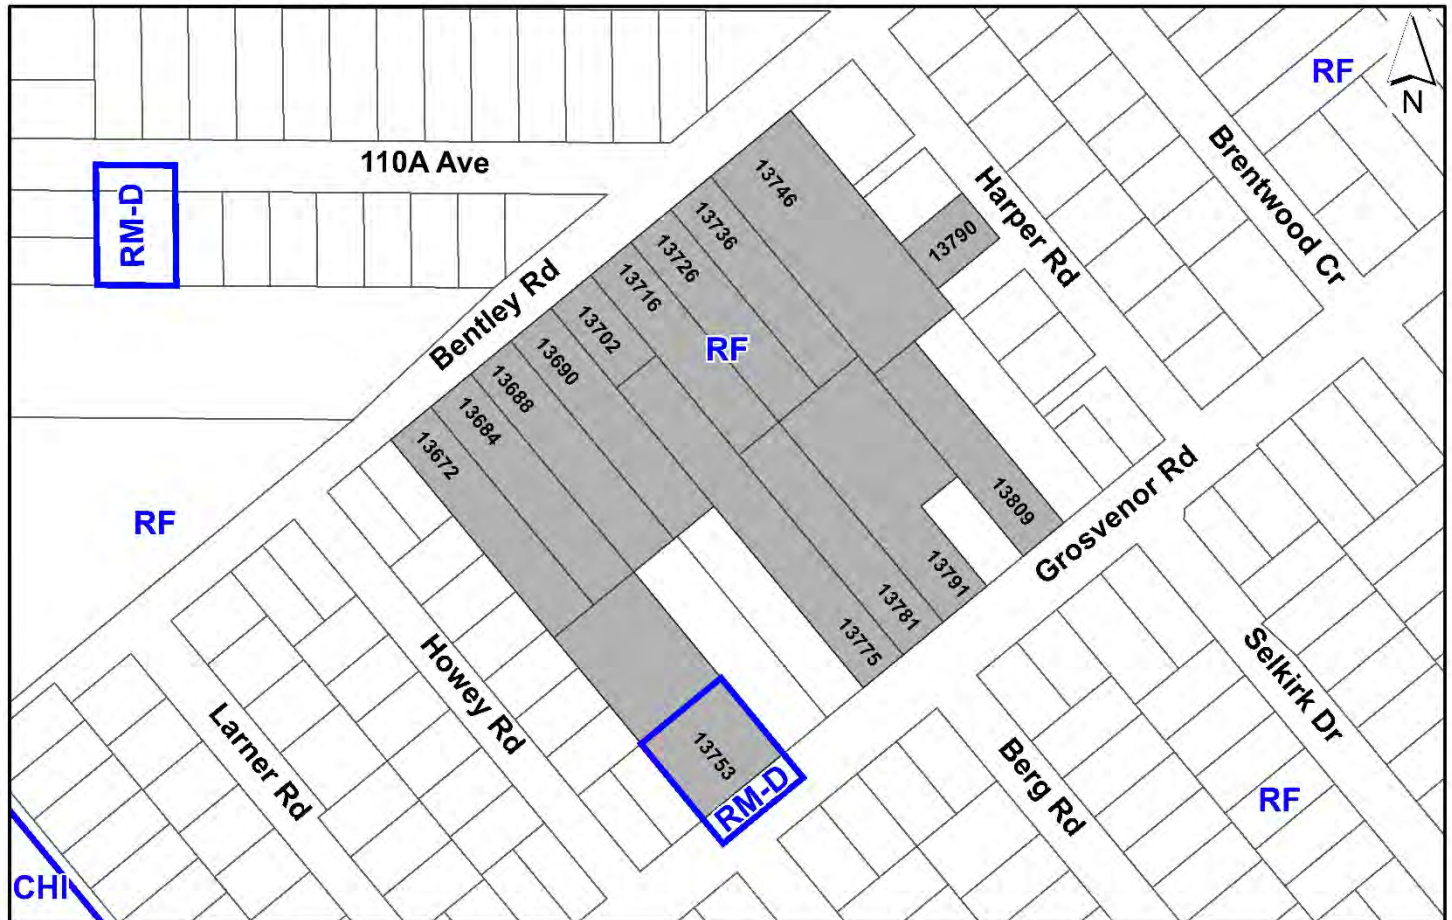 RF
N
110A Ave
Brentwood Cr
13746
Harper Rd
RM-D
13736
13790
13726
13716
Bentley Rd
13702
RF
13690
13688
13684
13672
13809
Grosvenor Rd
RF
13791
13781
13775
Howey Rd
Selkirk Dr
Larner Rd
13753
Berg Rd
RM-D
RF
CHI